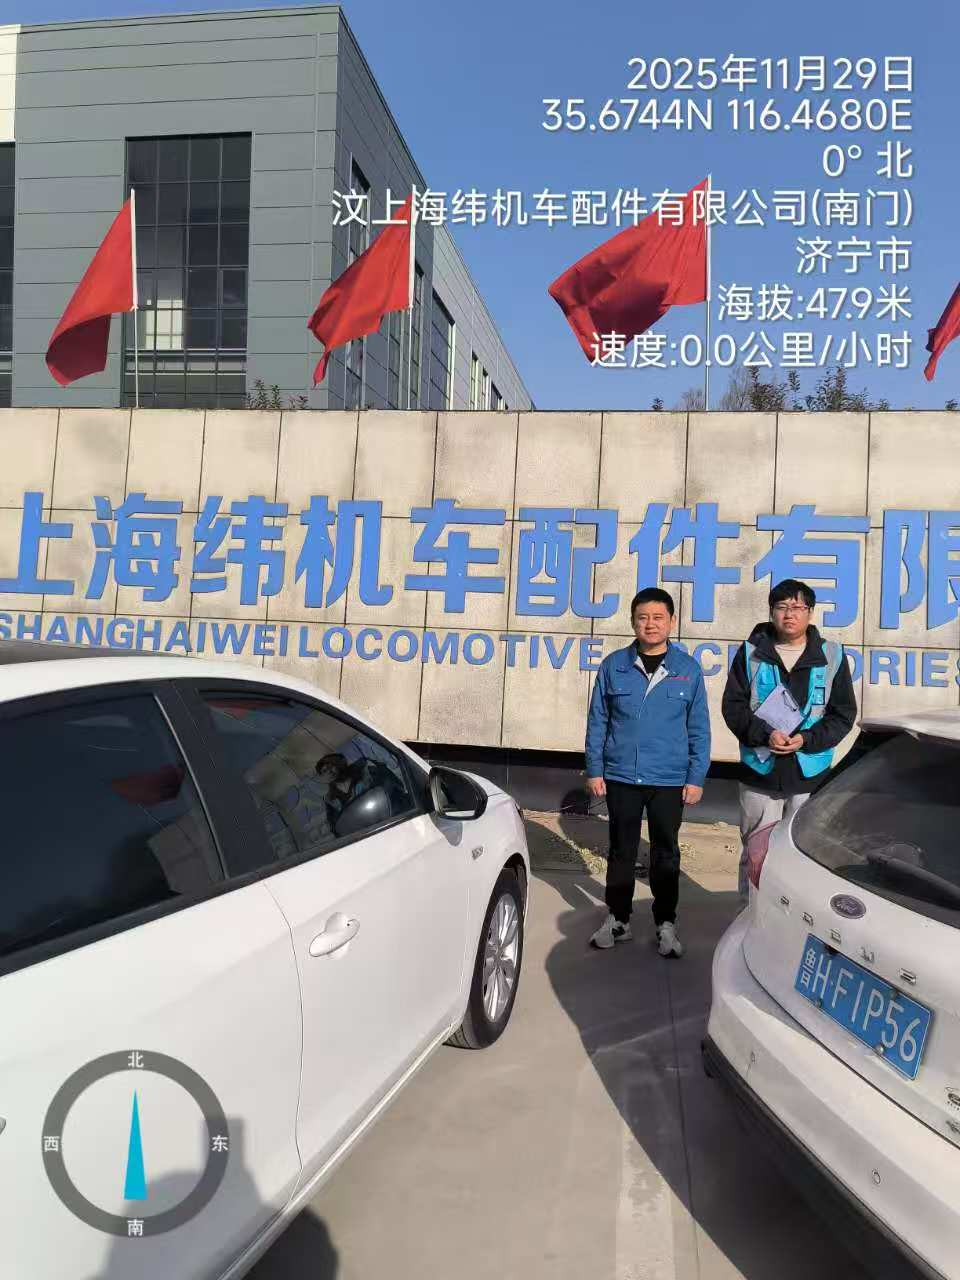 2025年11月29日
35.6744N 116.4680E
0° 北
汶上海纬机车配件有限公司(南门)
济宁市
海拔:47.9米
速度:0.0公里/小时
上海纬机车配件有限
SHANGHAIWEI LOCOMOTIVE
ORIES
Ford
鲁H·F1P56
北
西
东
南